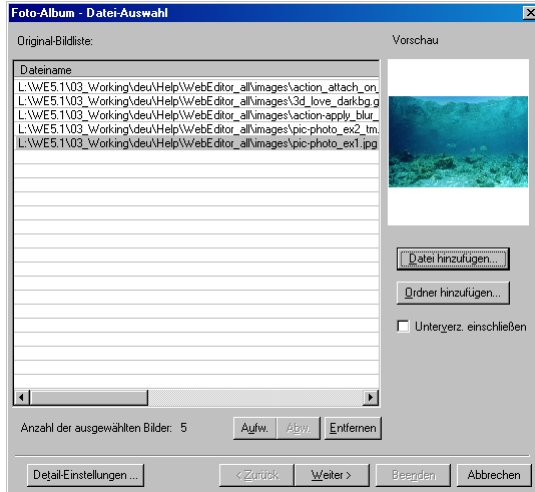 Foto-Album - Datei-Auswahl
Original-Bildliste:
Vorschau
Dateiname
L:\WE5.1\03_Working\deu\Help\WebEditor_all\images\action_attach_on_
L:\WE5.1\03_Working\deu\Help\WebEditor_all\images\3d_love_darkbg.g
L:\WE5.1\03_Working\deu\Help\WebEditor_all\images\action-apply_blur_
L:\WE5.1\03_Working\deu\Help\WebEditor_all\images\pic-photo_ex2_tm.
L:\WE5.1\03_Working\deu\Help\WebEditor_all\images\pic-photo_ex1.jpg
Datei hinzufügen...
Ordner hinzufügen...
Unterverz. einschließen
Anzahl der ausgewählten Bilder: 5
Aufw.
Abw.
Entfernen
Detail-Einstellungen ...
< Zurück
Weiter >
Beenden
Abbrechen